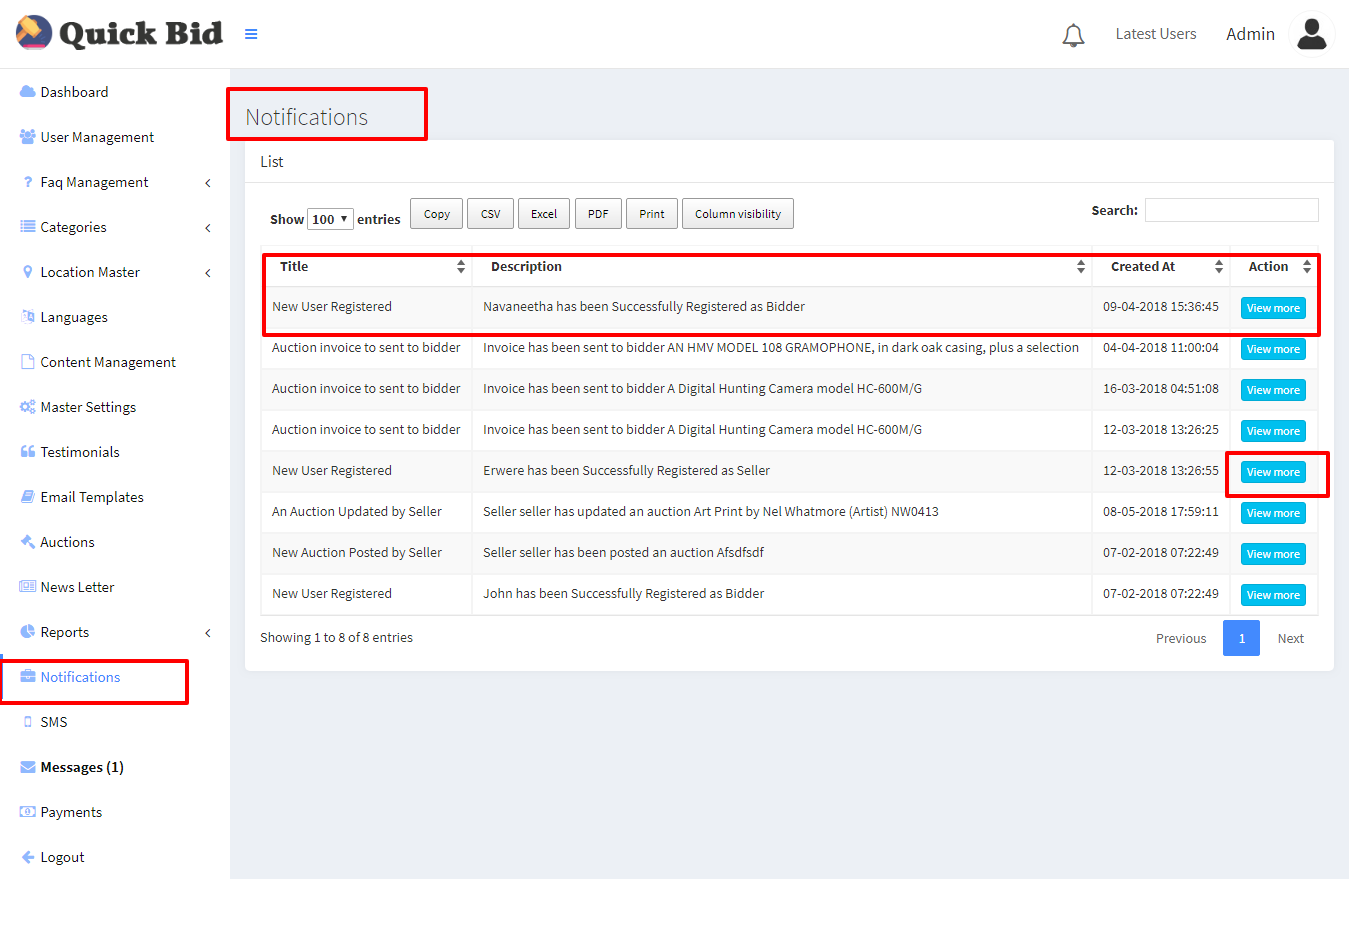 Quick Bid
Latest Users
Admin
Dashboard
User Management
Faq Management
Categories
Location Master
Languages
Content Management
Master Settings
Testimonials
Email Templates
Auctions
News Letter
Reports
Notifications
SMS
Messages (1)
Payments
Logout
Notifications
List
Show 100 entries Copy CSV Excel PDF Print Column visibility Search:
Title Description Created At Action
New User Registered Navaneetha has been Successfully Registered as Bidder 09-04-2018 15:36:45 View more
Auction invoice to sent to bidder Invoice has been sent to bidder AN HMV MODEL 108 GRAMOPHONE, in dark oak casing, plus a selection 04-04-2018 11:00:04 View more
Auction invoice to sent to bidder Invoice has been sent to bidder A Digital Hunting Camera model HC-600M/G 16-03-2018 04:51:08 View more
Auction invoice to sent to bidder Invoice has been sent to bidder A Digital Hunting Camera model HC-600M/G 12-03-2018 13:26:25 View more
New User Registered Erwere has been Successfully Registered as Seller 12-03-2018 13:26:55 View more
An Auction Updated by Seller Seller seller has updated an auction Art Print by Nel Whatmore (Artist) NW0413 08-05-2018 17:59:11 View more
New Auction Posted by Seller Seller seller has been posted an auction Afsdfsdf 07-02-2018 07:22:49 View more
New User Registered John has been Successfully Registered as Bidder 07-02-2018 07:22:49 View more
Showing 1 to 8 of 8 entries Previous 1 Next